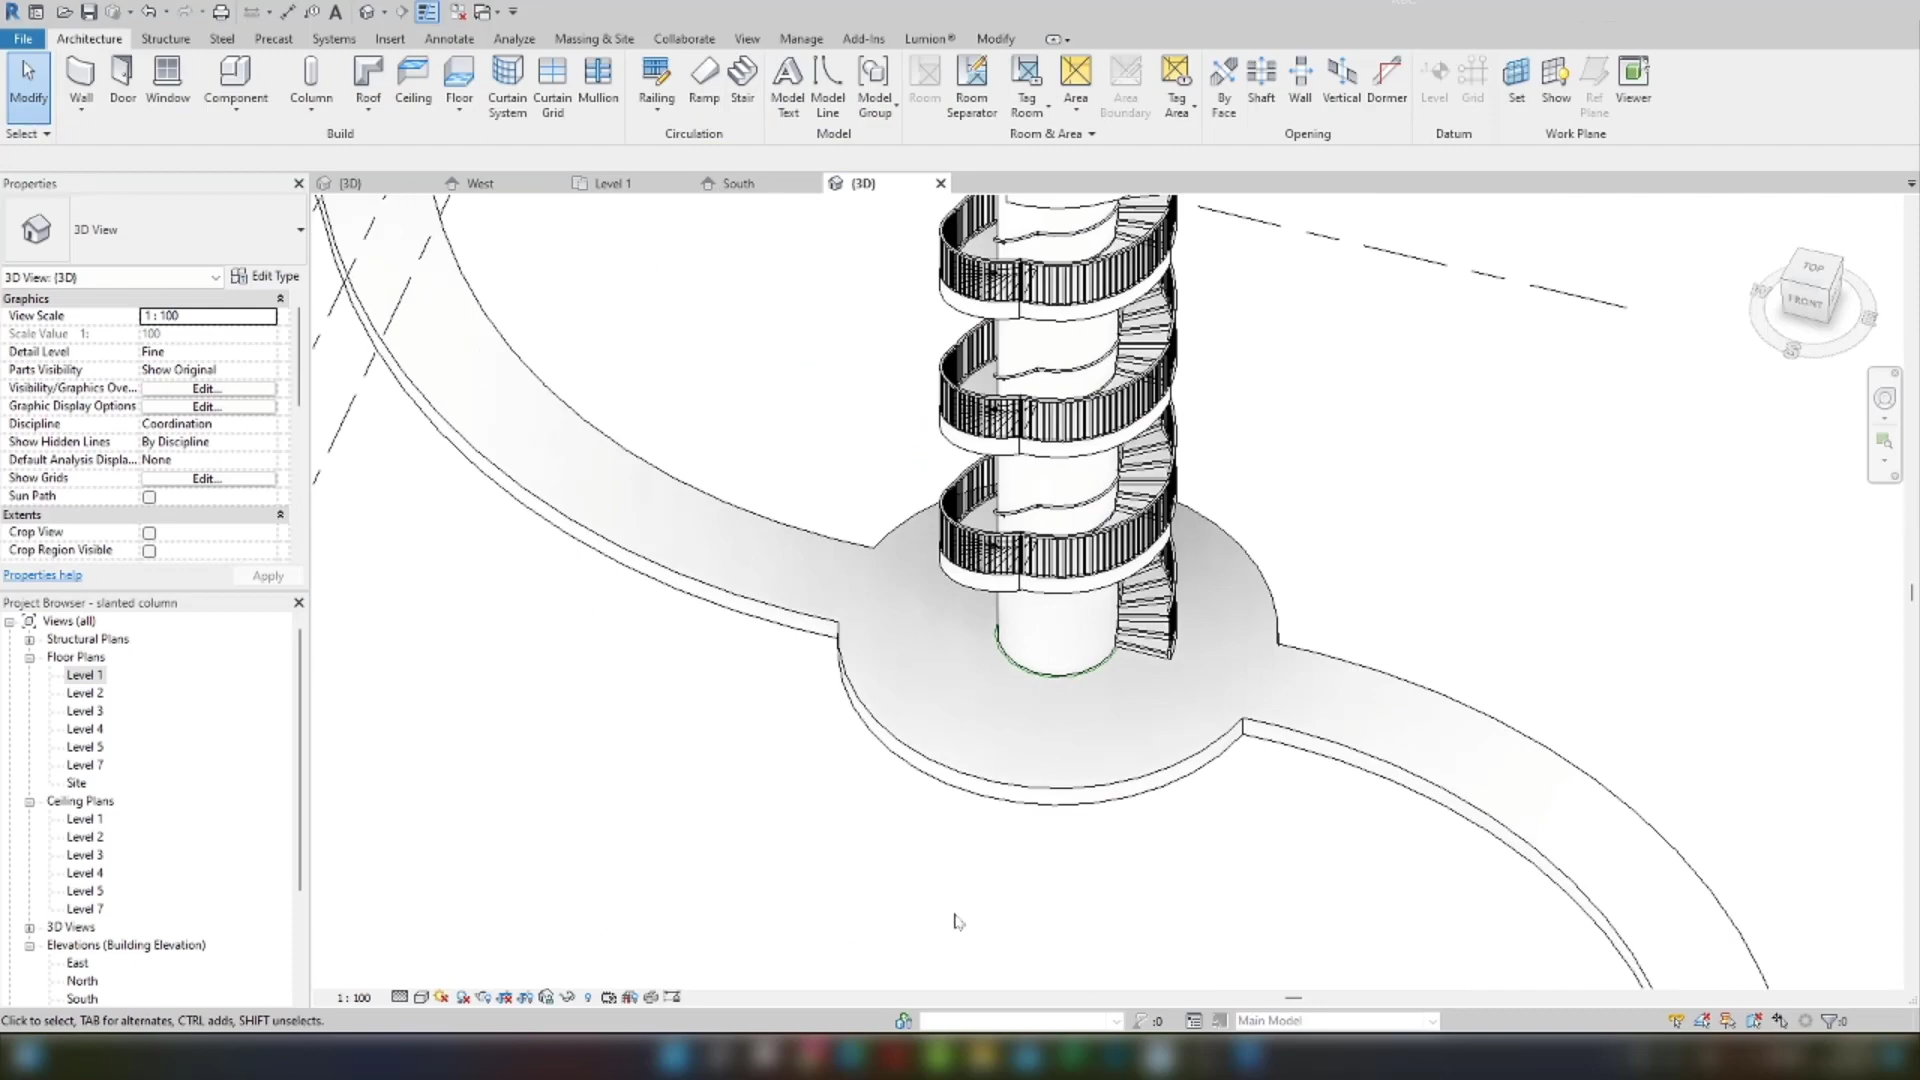 File Architecture Structure Steel Precast Systems Insert Annotate Analyze Massing & Site Collaborate View Manage Add-Ins Lumion® Modify
Modify Wall Door Window Component Column Roof Ceiling Floor Curtain System Curtain Grid Mullion Railing Ramp Stair Model Text Model Line Model Group Room Room Separator Tag Room Area Area Boundary Tag Area By Face Shaft Wall Vertical Dormer Level Grid Set Show Ref Plane Viewer
Select Build Circulation Model Room & Area Opening Datum Work Plane
Properties
{3D} West Level 1 South {3D}
3D View
3D View: {3D} Edit Type
Graphics
View Scale 1 : 100
Scale Value 1: 100
Detail Level Fine
Parts Visibility Show Original
Visibility/Graphics Ove... Edit...
Graphic Display Options Edit...
Discipline Coordination
Show Hidden Lines By Discipline
Default Analysis Displa... None
Show Grids Edit...
Sun Path
Extents
Crop View
Crop Region Visible
Properties help Apply
TOP
FRONT
W
E
S
Project Browser - slanted column
Views (all)
Structural Plans
Floor Plans
Level 1
Level 2
Level 3
Level 4
Level 5
Level 7
Site
Ceiling Plans
Level 1
Level 2
Level 3
Level 4
Level 5
Level 7
3D Views
Elevations (Building Elevation)
East
North
South
1 : 100
Click to select, TAB for alternates, CTRL adds, SHIFT unselects.
:0
Main Model
:0